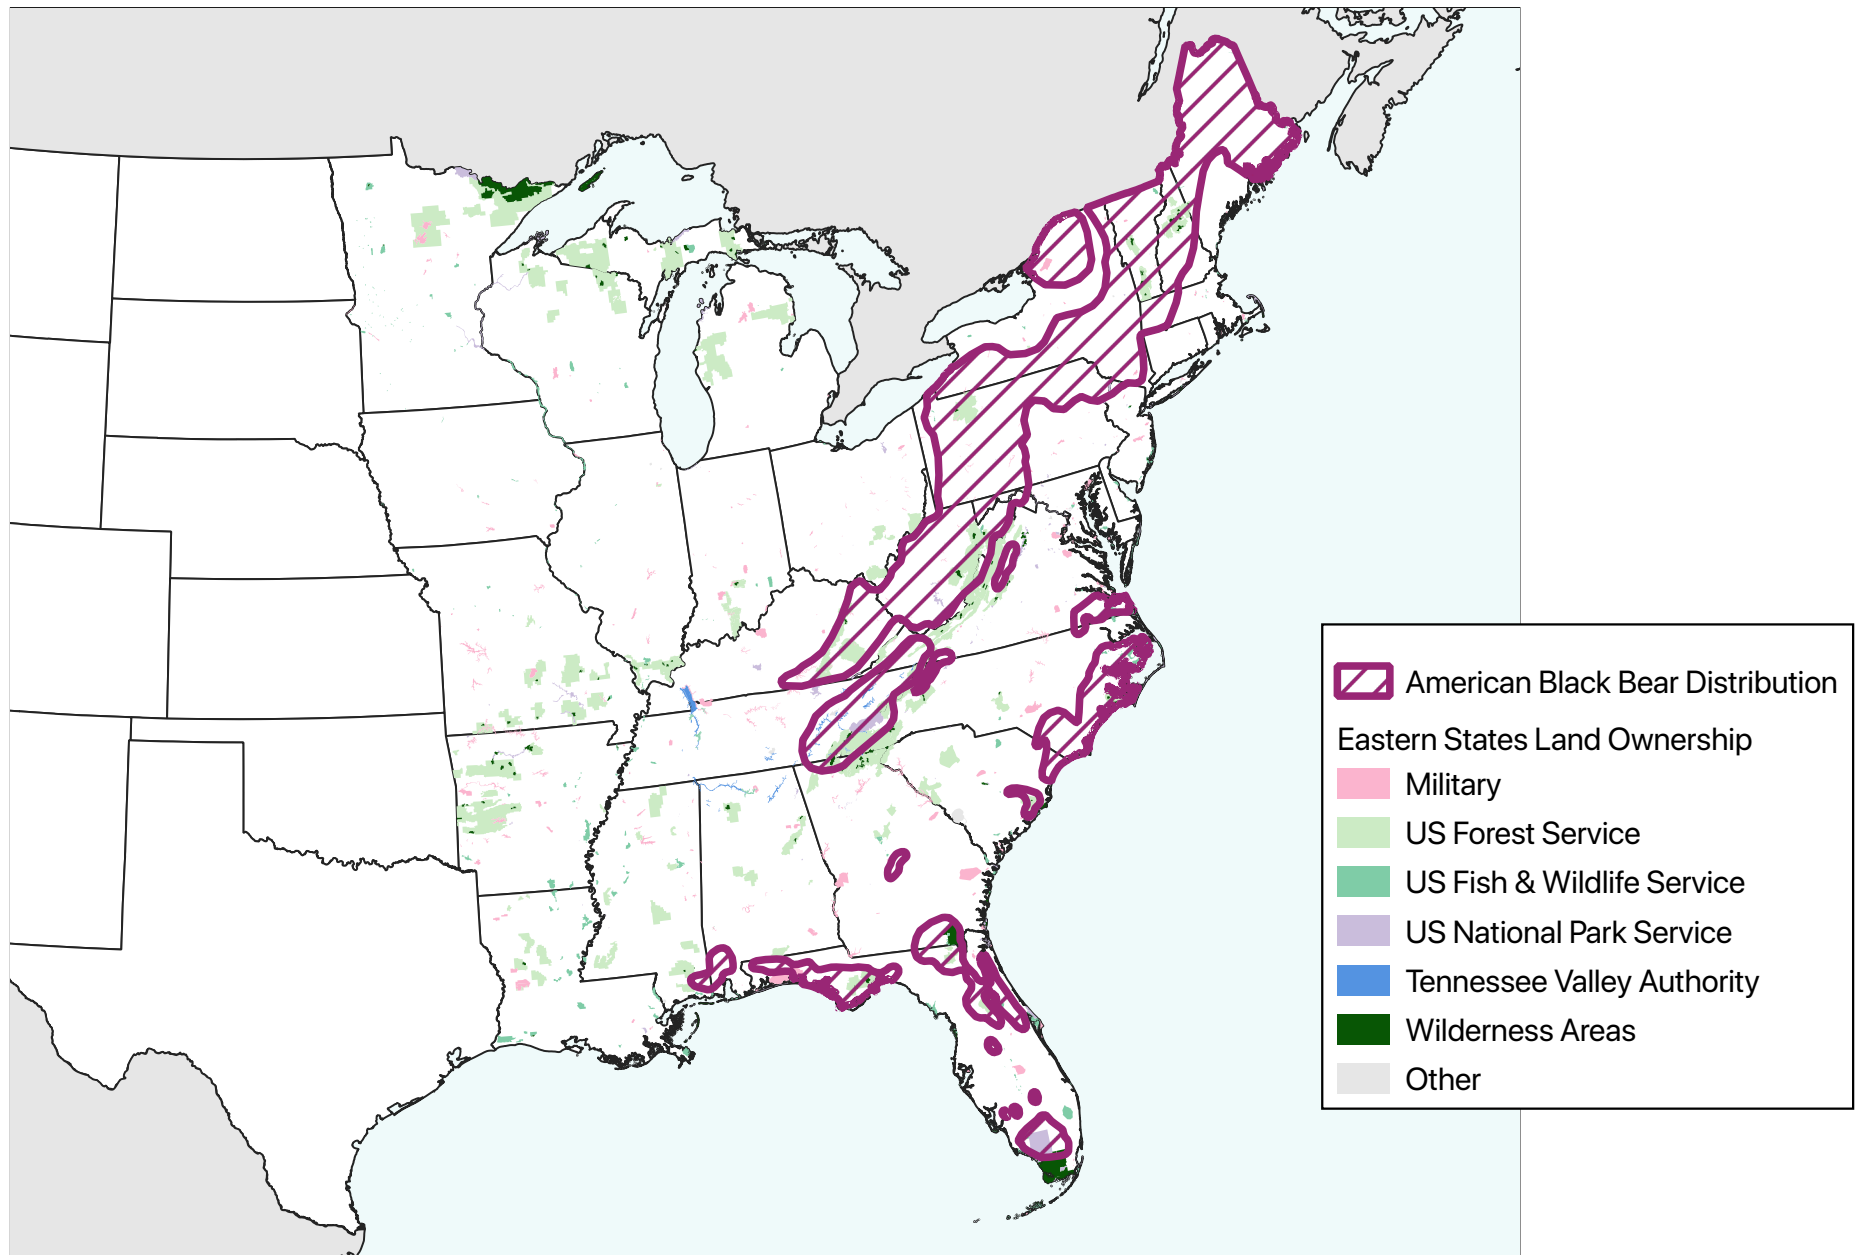 American Black Bear Distribution
Eastern States Land Ownership
Military
US Forest Service
US Fish & Wildlife Service
US National Park Service
Tennessee Valley Authority
Wilderness Areas
Other